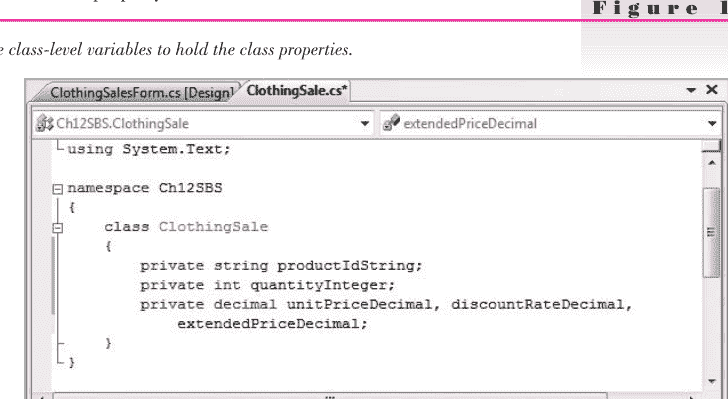 Figure 1
e class-level variables to hold the class properties.
ClothingSalesForm.cs [Design] ClothingSale.cs*
Ch12SBS.ClothingSale extendedPriceDecimal
using System.Text;
namespace Ch12SBS
{
class ClothingSale
{
private string productIdString;
private int quantityInteger;
private decimal unitPriceDecimal, discountRateDecimal,
extendedPriceDecimal;
}
}